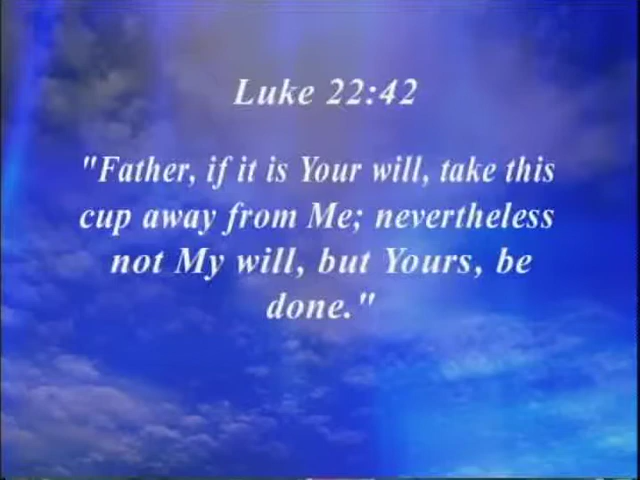 Luke 22:42
"Father, if it is Your will, take this
cup away from Me; nevertheless
not My will, but Yours, be
done."